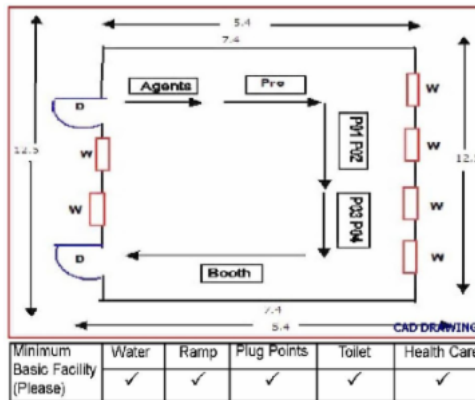 5.4
7.4
D
Agents
Pre
W
12.5
W
P01 P02
W
W
W
P03 P04
D
W
Booth
7.4
5.4
CAD DRAWING
Minimum Basic Facility (Please)
Water
Ramp
Plug Points
Toilet
Health Care
✓ ✓ ✓ ✓ ✓